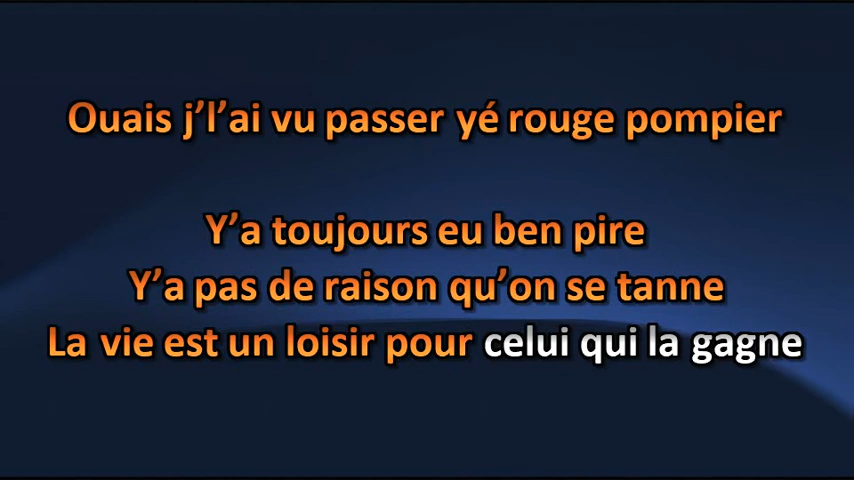 Ouais j’l’ai vu passer yé rouge pompier
Y’a toujours eu ben pire
Y’a pas de raison qu’on se tanne
La vie est un loisir pour celui qui la gagne